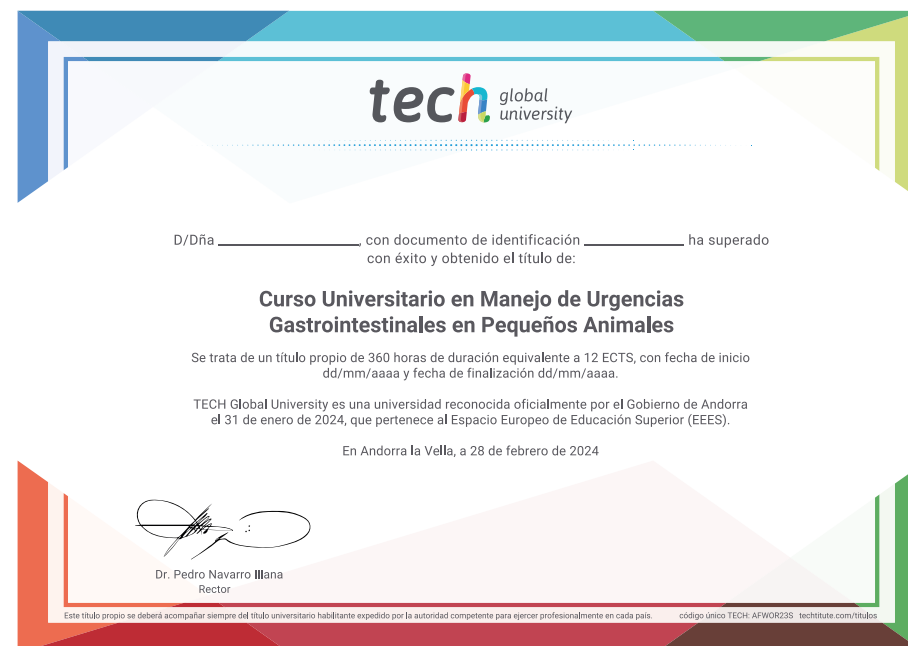 tech global university
D/Dña ____________________, con documento de identificación ______________ ha superado
con éxito y obtenido el título de:
Curso Universitario en Manejo de Urgencias
Gastrointestinales en Pequeños Animales
Se trata de un título propio de 360 horas de duración equivalente a 12 ECTS, con fecha de inicio
dd/mm/aaaa y fecha de finalización dd/mm/aaaa.
TECH Global University es una universidad reconocida oficialmente por el Gobierno de Andorra
el 31 de enero de 2024, que pertenece al Espacio Europeo de Educación Superior (EEES).
En Andorra la Vella, a 28 de febrero de 2024
Dr. Pedro Navarro Illana
Rector
Este título propio se deberá acompañar siempre del título universitario habilitante expedido por la autoridad competente para ejercer profesionalmente en cada país. código único TECH: AFWOR23S techtitute.com/titulos